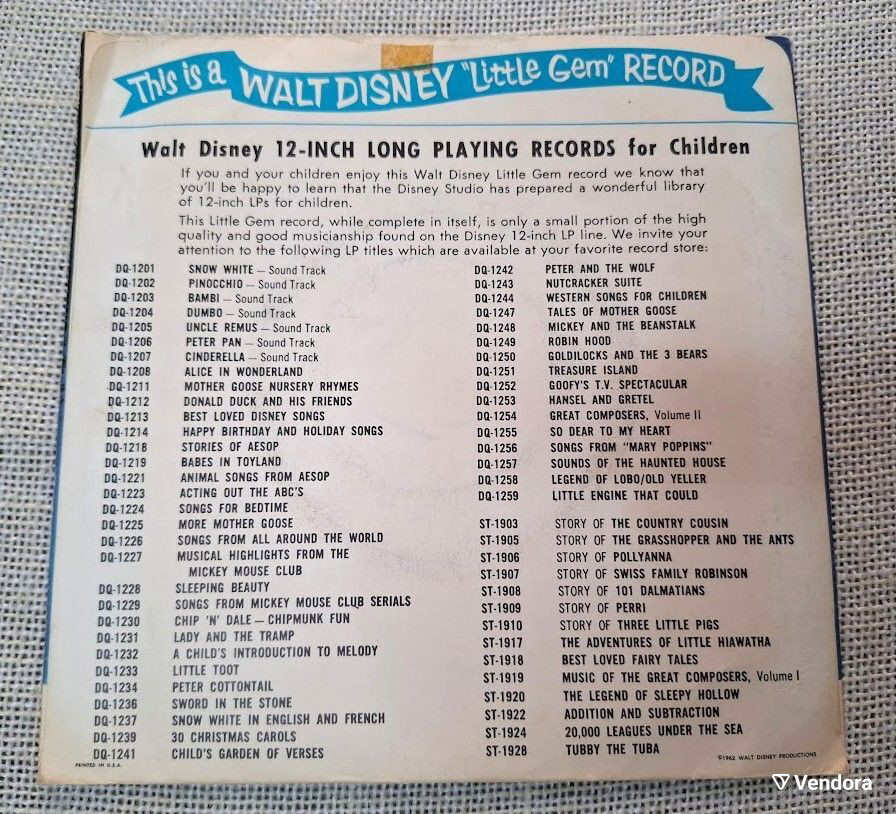 This is a WALT DISNEY "Little Gem" RECORD
Walt Disney 12-INCH LONG PLAYING RECORDS for Children
If you and your children enjoy this Walt Disney Little Gem record we know that
you'll be happy to learn that the Disney Studio has prepared a wonderful library
of 12-inch LPs for children.
This Little Gem record, while complete in itself, is only a small portion of the high
quality and good musicianship found on the Disney 12-inch LP line. We invite your
attention to the following LP titles which are available at your favorite record store:
DQ-1201 SNOW WHITE — Sound Track
DQ-1202 PINOCCHIO — Sound Track
DQ-1203 BAMBI — Sound Track
DQ-1204 DUMBO — Sound Track
DQ-1205 UNCLE REMUS — Sound Track
DQ-1206 PETER PAN — Sound Track
DQ-1207 CINDERELLA — Sound Track
DQ-1208 ALICE IN WONDERLAND
DQ-1211 MOTHER GOOSE NURSERY RHYMES
DQ-1212 DONALD DUCK AND HIS FRIENDS
DQ-1213 BEST LOVED DISNEY SONGS
DQ-1214 HAPPY BIRTHDAY AND HOLIDAY SONGS
DQ-1218 STORIES OF AESOP
DQ-1219 BABES IN TOYLAND
DQ-1221 ANIMAL SONGS FROM AESOP
DQ-1223 ACTING OUT THE ABC'S
DQ-1224 SONGS FOR BEDTIME
DQ-1225 MORE MOTHER GOOSE
DQ-1226 SONGS FROM ALL AROUND THE WORLD
DQ-1227 MUSICAL HIGHLIGHTS FROM THE
MICKEY MOUSE CLUB
DQ-1228 SLEEPING BEAUTY
DQ-1229 SONGS FROM MICKEY MOUSE CLUB SERIALS
DQ-1230 CHIP 'N' DALE — CHIPMUNK FUN
DQ-1231 LADY AND THE TRAMP
DQ-1232 A CHILD'S INTRODUCTION TO MELODY
DQ-1233 LITTLE TOOT
DQ-1234 PETER COTTONTAIL
DQ-1236 SWORD IN THE STONE
DQ-1237 SNOW WHITE IN ENGLISH AND FRENCH
DQ-1239 30 CHRISTMAS CAROLS
DQ-1241 CHILD'S GARDEN OF VERSES
PRINTED IN U.S.A.
DQ-1242 PETER AND THE WOLF
DQ-1243 NUTCRACKER SUITE
DQ-1244 WESTERN SONGS FOR CHILDREN
DQ-1247 TALES OF MOTHER GOOSE
DQ-1248 MICKEY AND THE BEANSTALK
DQ-1249 ROBIN HOOD
DQ-1250 GOLDILOCKS AND THE 3 BEARS
DQ-1251 TREASURE ISLAND
DQ-1252 GOOFY'S T.V. SPECTACULAR
DQ-1253 HANSEL AND GRETEL
DQ-1254 GREAT COMPOSERS, Volume II
DQ-1255 SO DEAR TO MY HEART
DQ-1256 SONGS FROM "MARY POPPINS"
DQ-1257 SOUNDS OF THE HAUNTED HOUSE
DQ-1258 LEGEND OF LOBO/OLD YELLER
DQ-1259 LITTLE ENGINE THAT COULD
ST-1903 STORY OF THE COUNTRY COUSIN
ST-1905 STORY OF THE GRASSHOPPER AND THE ANTS
ST-1906 STORY OF POLLYANNA
ST-1907 STORY OF SWISS FAMILY ROBINSON
ST-1908 STORY OF 101 DALMATIANS
ST-1909 STORY OF PERRI
ST-1910 STORY OF THREE LITTLE PIGS
ST-1917 THE ADVENTURES OF LITTLE HIAWATHA
ST-1918 BEST LOVED FAIRY TALES
ST-1919 MUSIC OF THE GREAT COMPOSERS, Volume I
ST-1920 THE LEGEND OF SLEEPY HOLLOW
ST-1922 ADDITION AND SUBTRACTION
ST-1924 20,000 LEAGUES UNDER THE SEA
ST-1928 TUBBY THE TUBA
©1962 WALT DISNEY PRODUCTIONS
Vendora